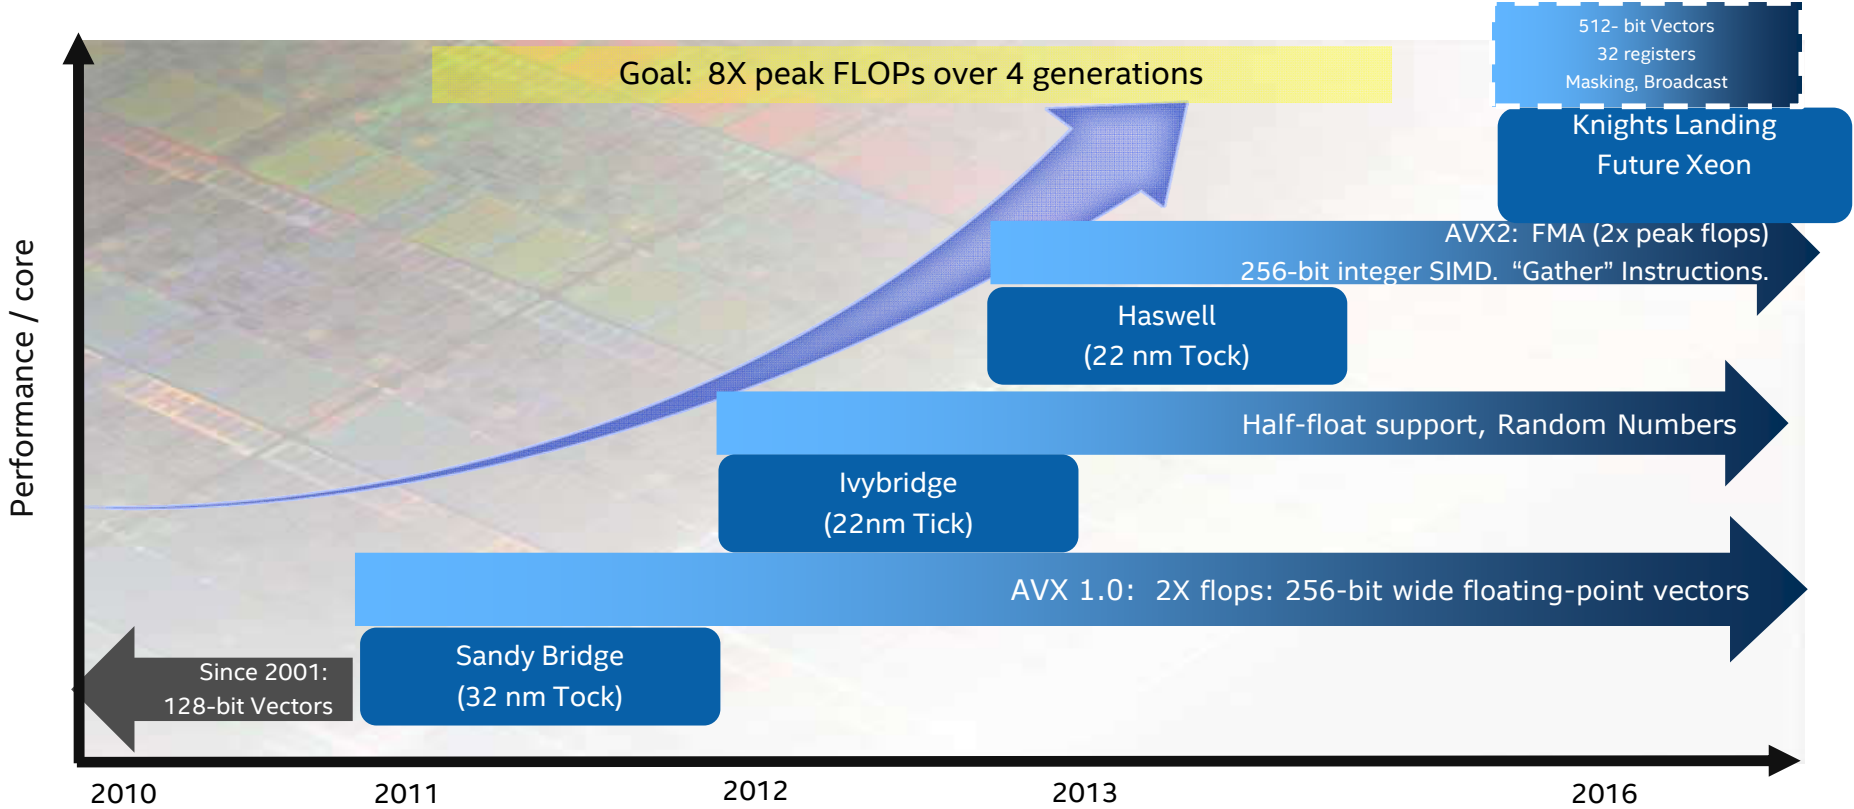 Goal:  8X peak FLOPs over 4 generations
512- bit Vectors
32 registers
Masking, Broadcast
Knights Landing
Future Xeon
AVX2:  FMA (2x peak flops)
256-bit integer SIMD.  “Gather” Instructions.
Haswell
(22 nm Tock)
Half-float support, Random Numbers
Ivybridge
(22nm Tick)
AVX 1.0:  2X flops: 256-bit wide floating-point vectors
Sandy Bridge
(32 nm Tock)
Since 2001:
128-bit Vectors
Performance / core
2010
2011
2012
2013
2016